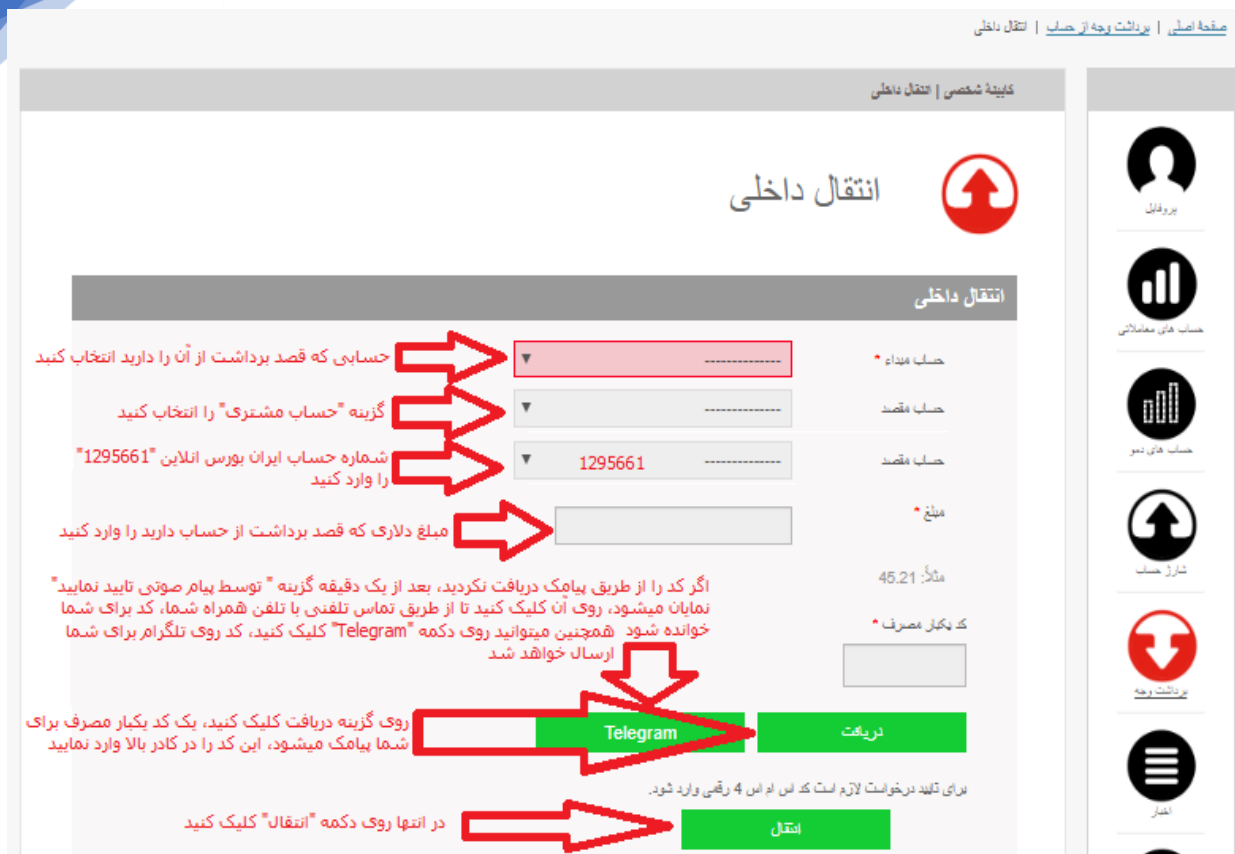 صفحهٔ اصلی | برداشت وجه از حساب | انتقال داخلی
کابینهٔ شخصی | انتقال داخلی
انتقال داخلی
پروفایل
حساب های معاملاتی
حساب های دمو
شارژ حساب
برداشت وجه
اخبار
انتقال داخلی
حساب مبداء *
--------------
حسابی که قصد برداشت از آن را دارید انتخاب کنید
حساب مقصد
--------------
گزینه "حساب مشتری" را انتخاب کنید
حساب مقصد
-------------- 1295661
شماره حساب ایران بورس انلاین "1295661"
را وارد کنید
مبلغ *
مبلغ دلاری که قصد برداشت از حساب دارید را وارد کنید
مثلاً: 45.21
اگر کد را از طریق پیامک دریافت نکردید، بعد از یک دقیقه گزینه " توسط پیام صوتی تایید نمایید"
نمایان میشود، روی آن کلیک کنید تا از طریق تماس تلفنی با تلفن همراه شما، کد برای شما
خوانده شود همچنین میتوانید روی دکمه "Telegram" کلیک کنید، کد روی تلگرام برای شما
ارسال خواهد شد
کد یکبار مصرف *
دریافت
Telegram
روی گزینه دریافت کلیک کنید، یک کد یکبار مصرف برای
شما پیامک میشود، این کد را در کادر بالا وارد نمایید
برای تایید درخواست لازم است کد اس ام اس 4 رقمی وارد شود.
انتقال
در انتها روی دکمه "انتقال" کلیک کنید